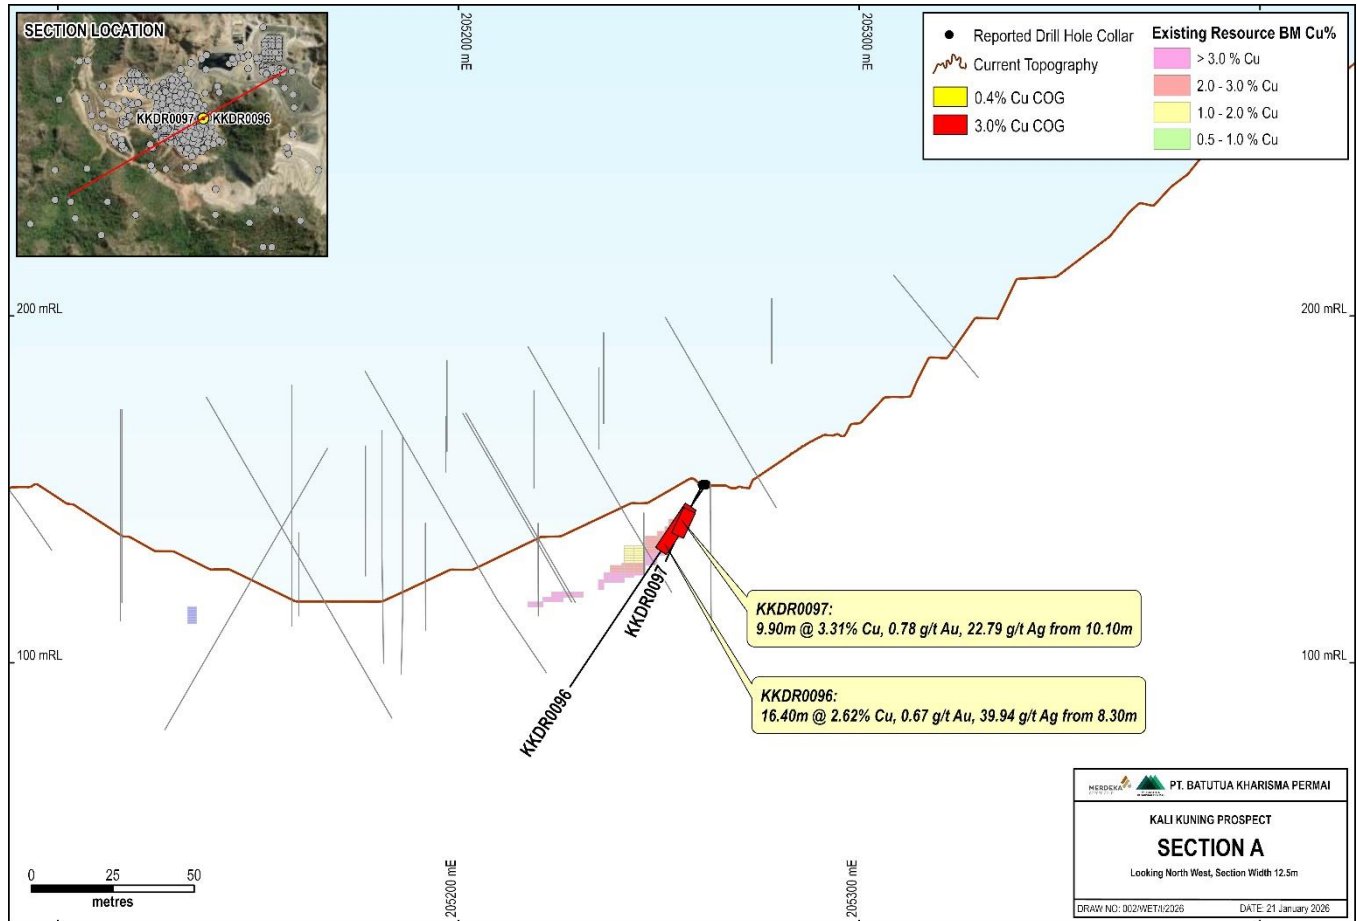 SECTION LOCATION
KKDR0097
KKDR0096
205200 mE
205300 mE
Reported Drill Hole Collar
Current Topography
0.4% Cu COG
3.0% Cu COG
Existing Resource BM Cu%
> 3.0 % Cu
2.0 - 3.0 % Cu
1.0 - 2.0 % Cu
0.5 - 1.0 % Cu
200 mRL
200 mRL
KKDR0097
KKDR0097:
9.90m @ 3.31% Cu, 0.78 g/t Au, 22.79 g/t Ag from 10.10m
100 mRL
100 mRL
KKDR0096
KKDR0096:
16.40m @ 2.62% Cu, 0.67 g/t Au, 39.94 g/t Ag from 8.30m
MERDEKA
PT. BATUTUA KHARISMA PERMAI
KALI KUNING PROSPECT
SECTION A
Looking North West, Section Width 12.5m
DRAW NO: 002/WET/I/2026
DATE: 21 January 2026
0 25 50
metres
205200 mE
205300 mE